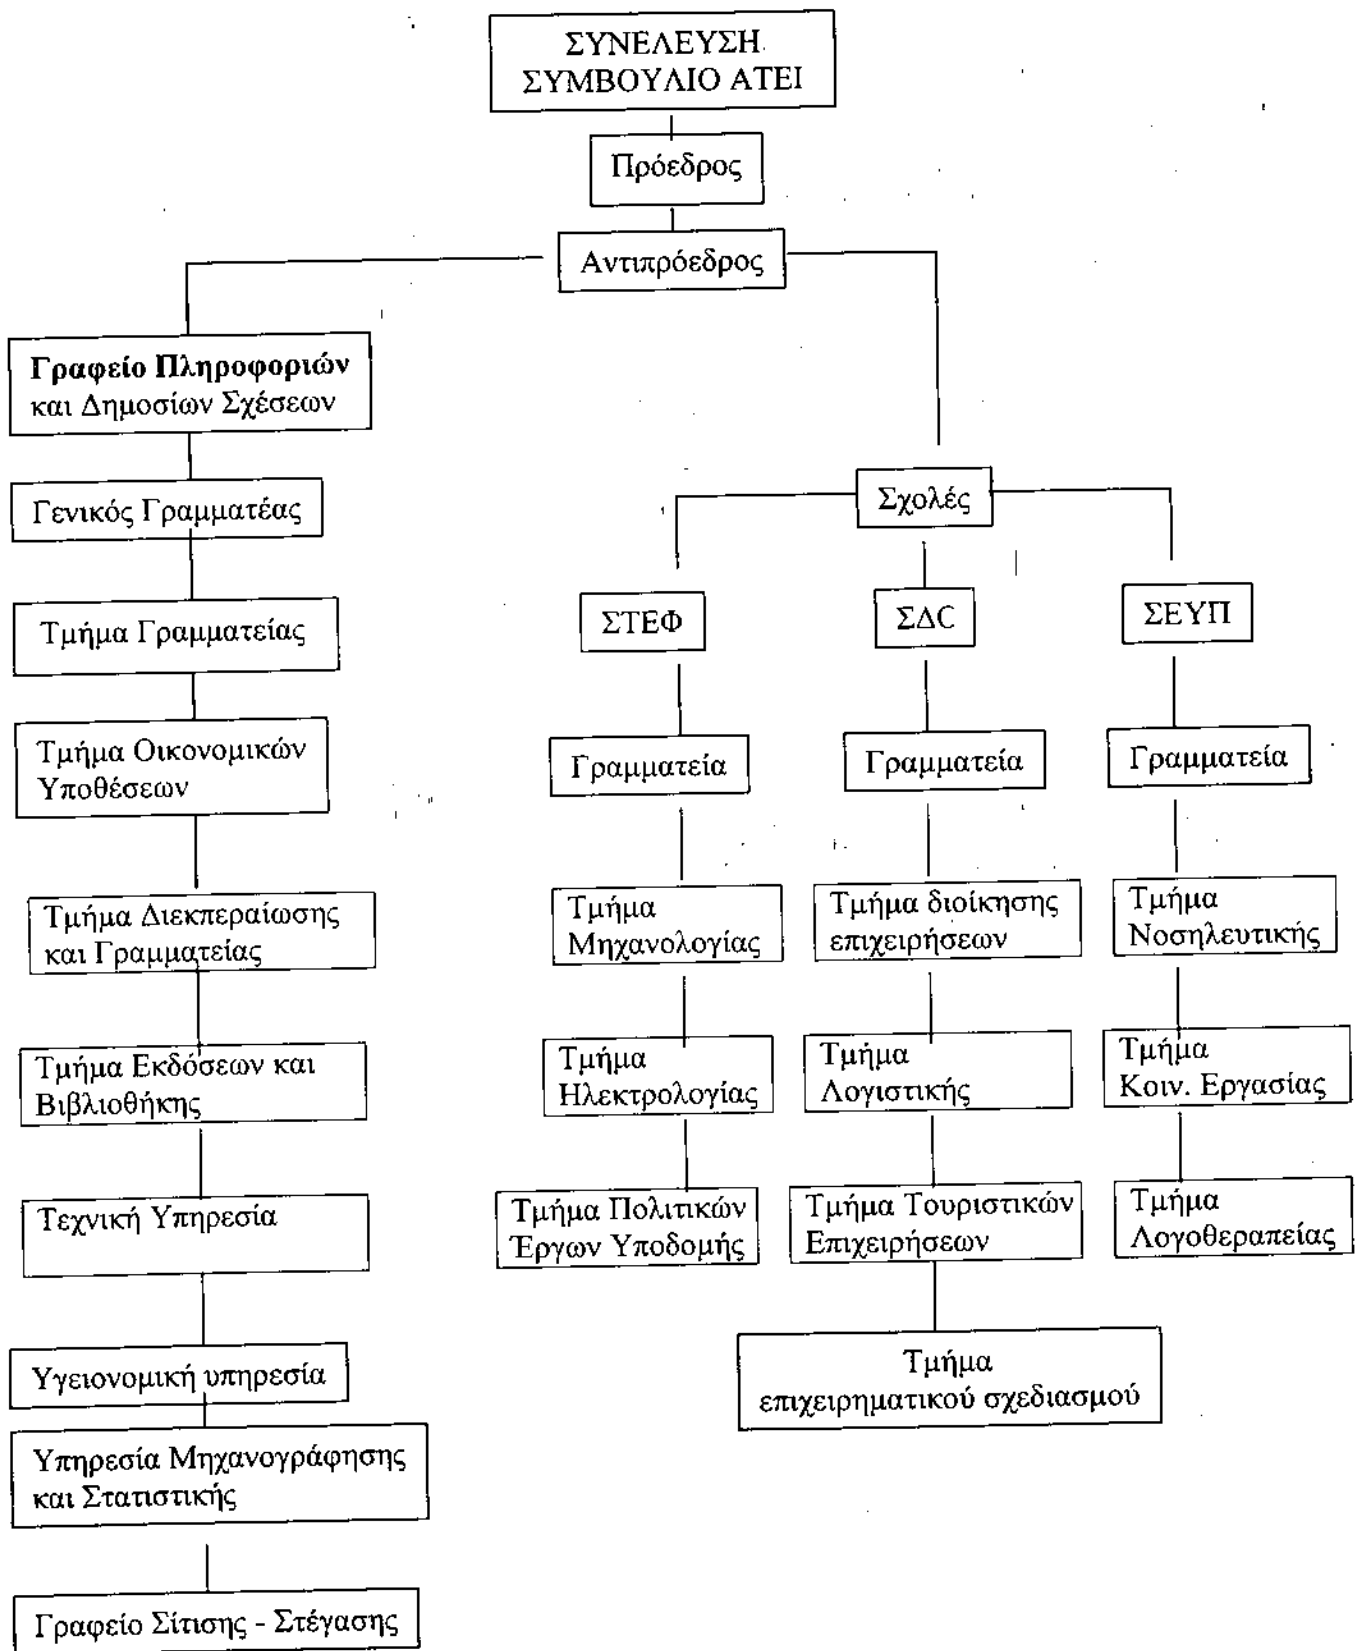 ΣΥΝΕΛΕΥΣΗ
ΣΥΜΒΟΥΛΙΟ ΑΤΕΙ
Πρόεδρος
Αντιπρόεδρος
Γραφείο Πληροφοριών
και Δημοσίων Σχέσεων
Γενικός Γραμματέας
Τμήμα Γραμματείας
Τμήμα Οικονομικών
Υποθέσεων
Τμήμα Διεκπεραίωσης
και Γραμματείας
Τμήμα Εκδόσεων και
Βιβλιοθήκης
Τεχνική Υπηρεσία
Υγειονομική υπηρεσία
Υπηρεσία Μηχανογράφησης
και Στατιστικής
Γραφείο Σίτισης - Στέγασης
Σχολές
ΣΤΕΦ
Γραμματεία
Τμήμα
Μηχανολογίας
Τμήμα
Ηλεκτρολογίας
Τμήμα Πολιτικών
Έργων Υποδομής
ΣΔC
Γραμματεία
Τμήμα διοίκησης
επιχειρήσεων
Τμήμα
Λογιστικής
Τμήμα Τουριστικών
Επιχειρήσεων
Τμήμα
επιχειρηματικού σχεδιασμού
ΣΕΥΠ
Γραμματεία
Τμήμα
Νοσηλευτικής
Τμήμα
Κοιν. Εργασίας
Τμήμα
Λογοθεραπείας